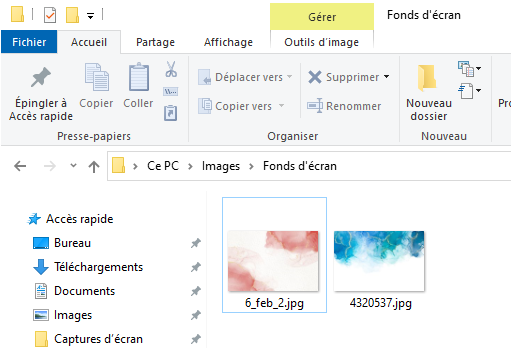 Gérer
Fonds d'écran
Fichier
Accueil
Partage
Affichage
Outils d'image
Épingler à
Accès rapide
Copier
Coller
Déplacer vers
Copier vers
Supprimer
Renommer
Nouveau
dossier
Presse-papiers
Organiser
Nouveau
Ce PC > Images > Fonds d'écran
Accès rapide
Bureau
Téléchargements
Documents
Images
Captures d'écran
6_feb_2.jpg
4320537.jpg